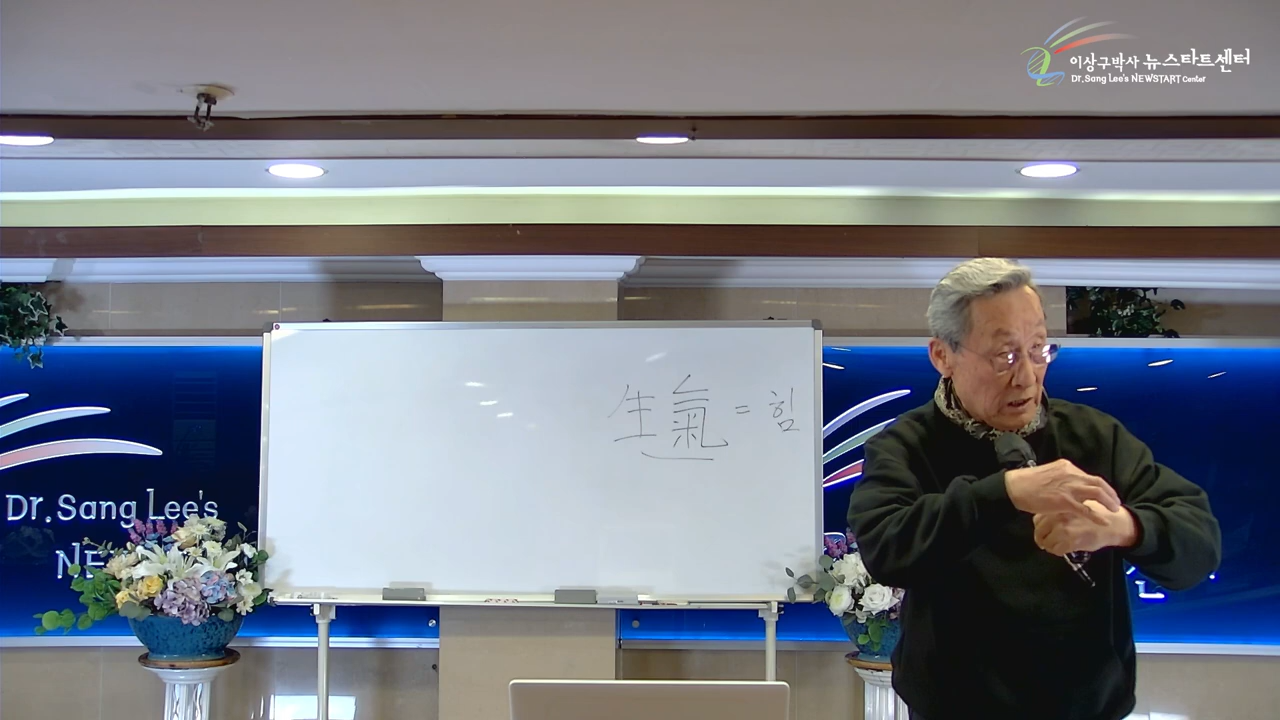 이상구박사 뉴스타트센터
Dr. Sang Lee's NEWSTART Center
生氣 = 힘
Dr. Sang Lee's